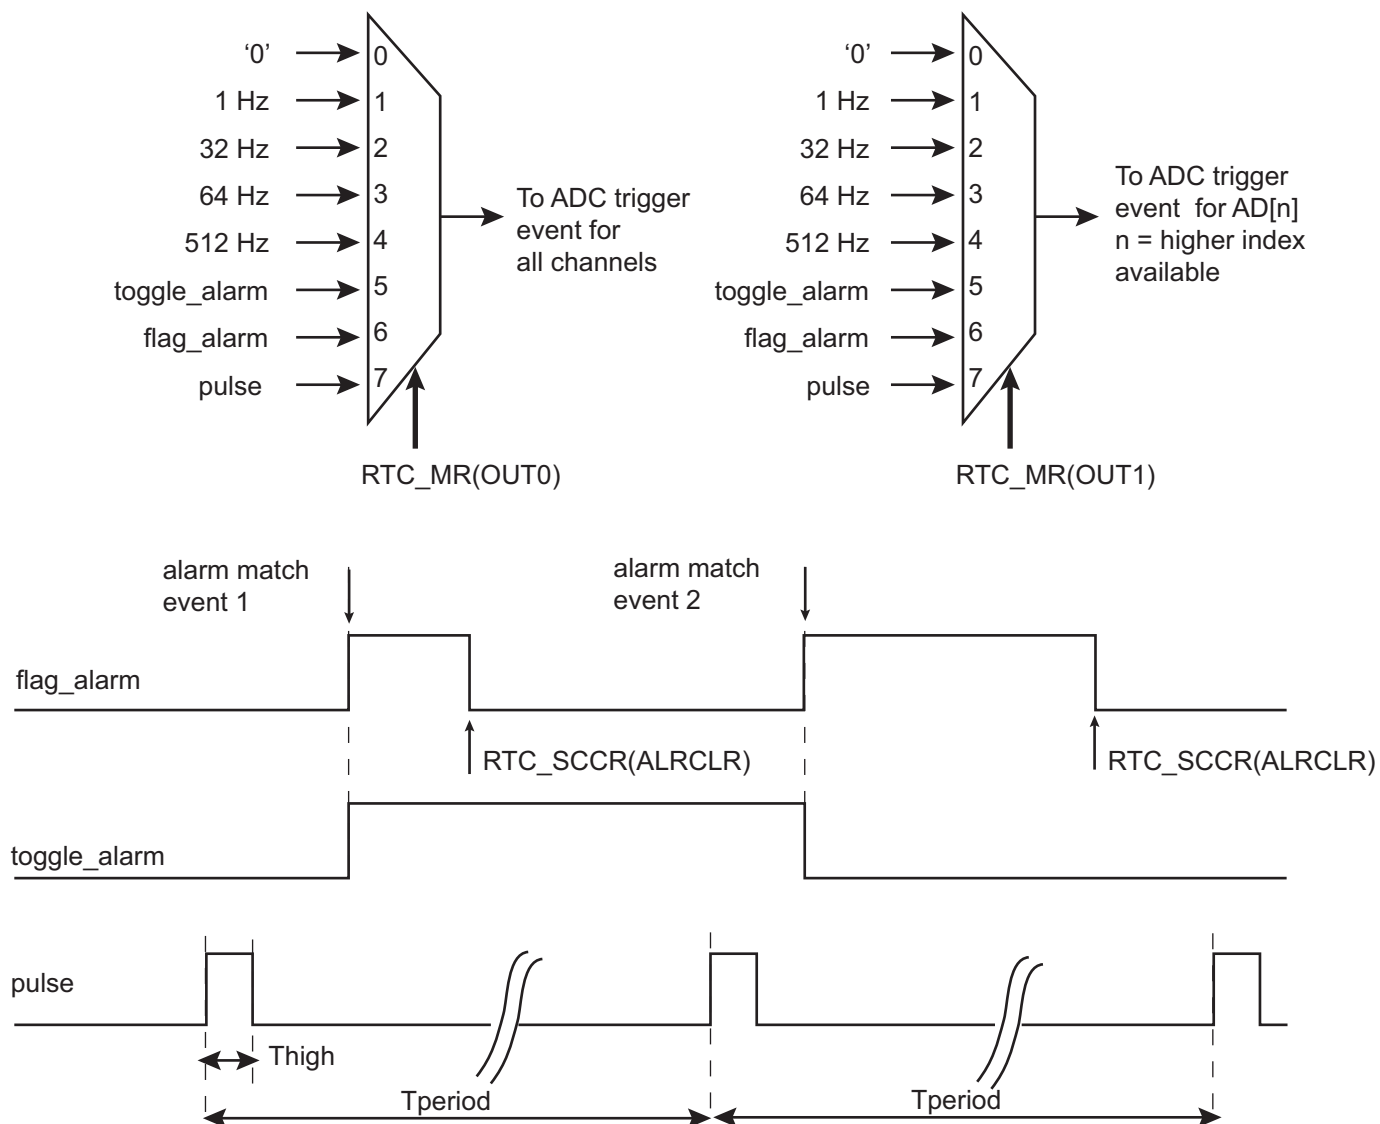 ‘0’
0
1 Hz
1
32 Hz
2
64 Hz
3
512 Hz
4
toggle_alarm
5
flag_alarm
6
pulse
7
To ADC trigger
event for
all channels
RTC_MR(OUT0)
‘0’
0
1 Hz
1
32 Hz
2
64 Hz
3
512 Hz
4
toggle_alarm
5
flag_alarm
6
pulse
7
To ADC trigger
event for AD[n]
n = higher index
available
RTC_MR(OUT1)
alarm match
event 1
alarm match
event 2
flag_alarm
RTC_SCCR(ALRCLR)
RTC_SCCR(ALRCLR)
toggle_alarm
pulse
Thigh
Tperiod
Tperiod